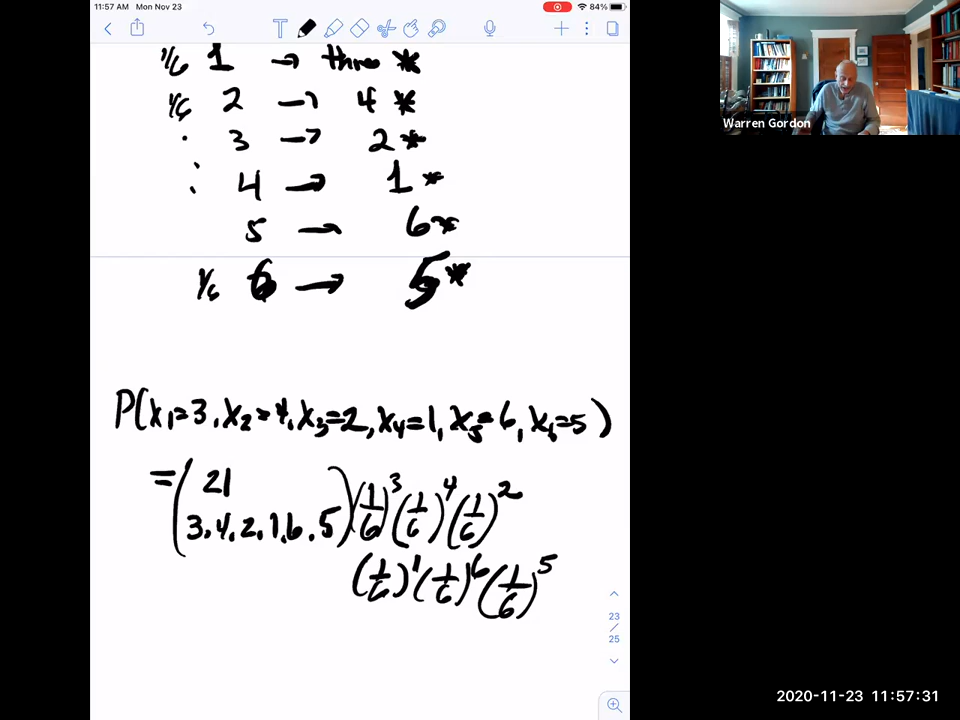 11:57 AM Mon Nov 23
84%
1/6 1 → three *
1/6 2 → 4 *
. 3 → 2 *
: 4 → 1 *
5 → 6 *
1/6 6 → 5 *
P(x₁=3, x₂=4, x₃=2, x₄=1, x₅=6, x₆=5)
= (21
3, 4, 2, 1, 6, 5) (1/6)³ (1/6)⁴ (1/6)²
(1/6)¹ (1/6)⁶ (1/6)⁵
23
/
25
Warren Gordon
2020-11-23 11:57:31